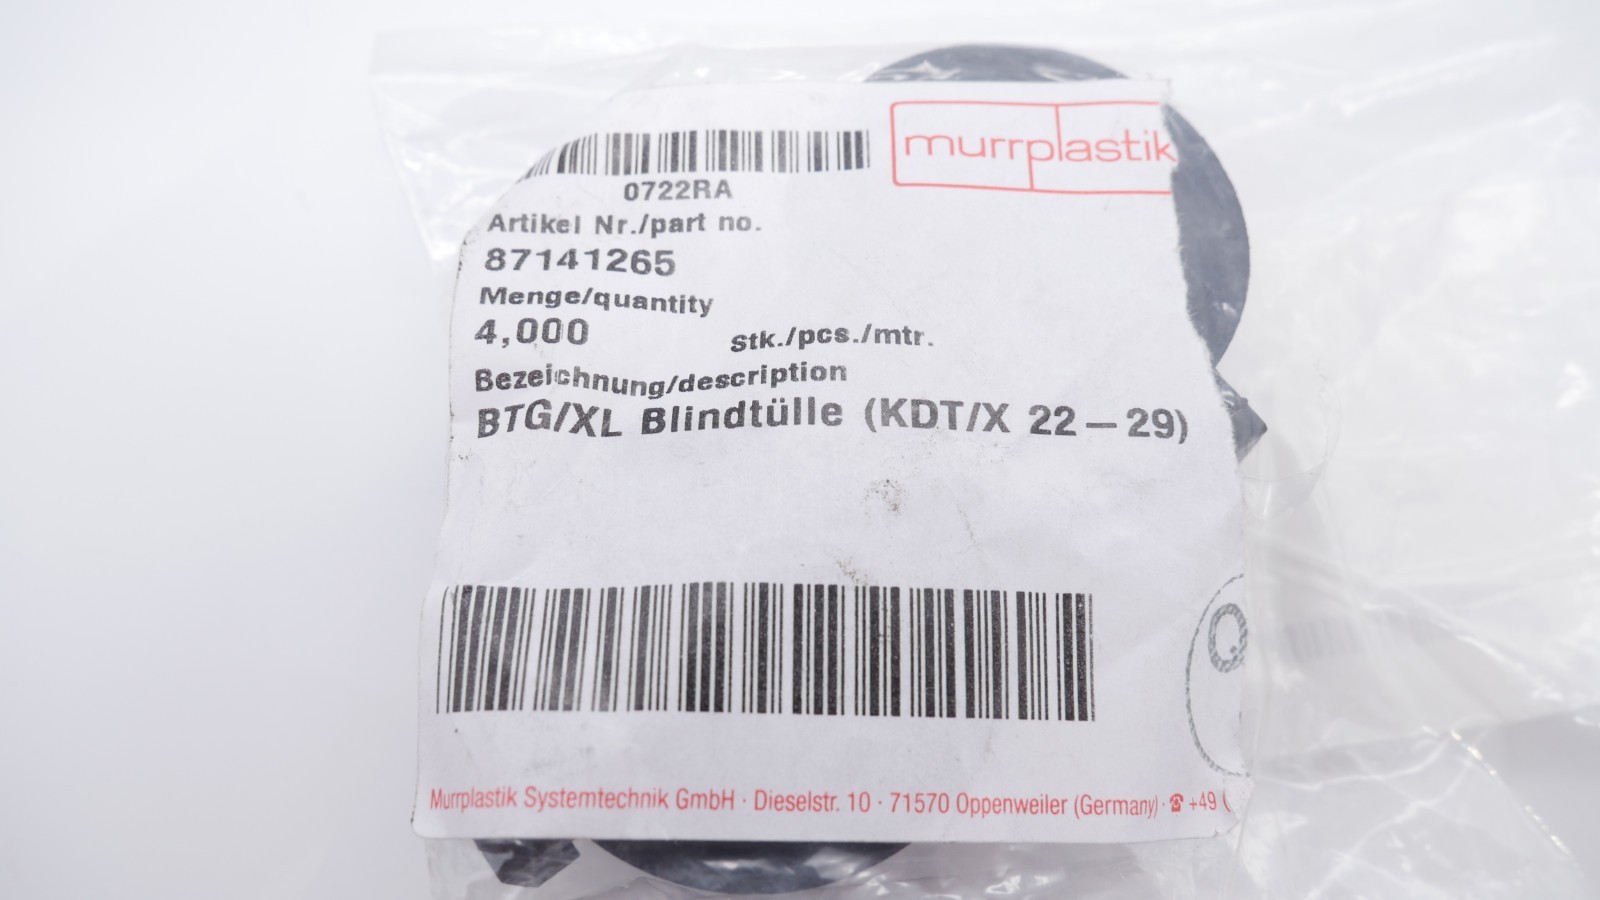 murrplastik
0722RA
Artikel Nr./part no.
87141265
Menge/quantity
4,000 Stk./pcs./mtr.
Bezeichnung/description
BTG/XL Blindtülle (KDT/X 22-29)
Q
Murrplastik Systemtechnik GmbH · Dieselstr. 10 · 71570 Oppenweiler (Germany) · ☎ +49 (